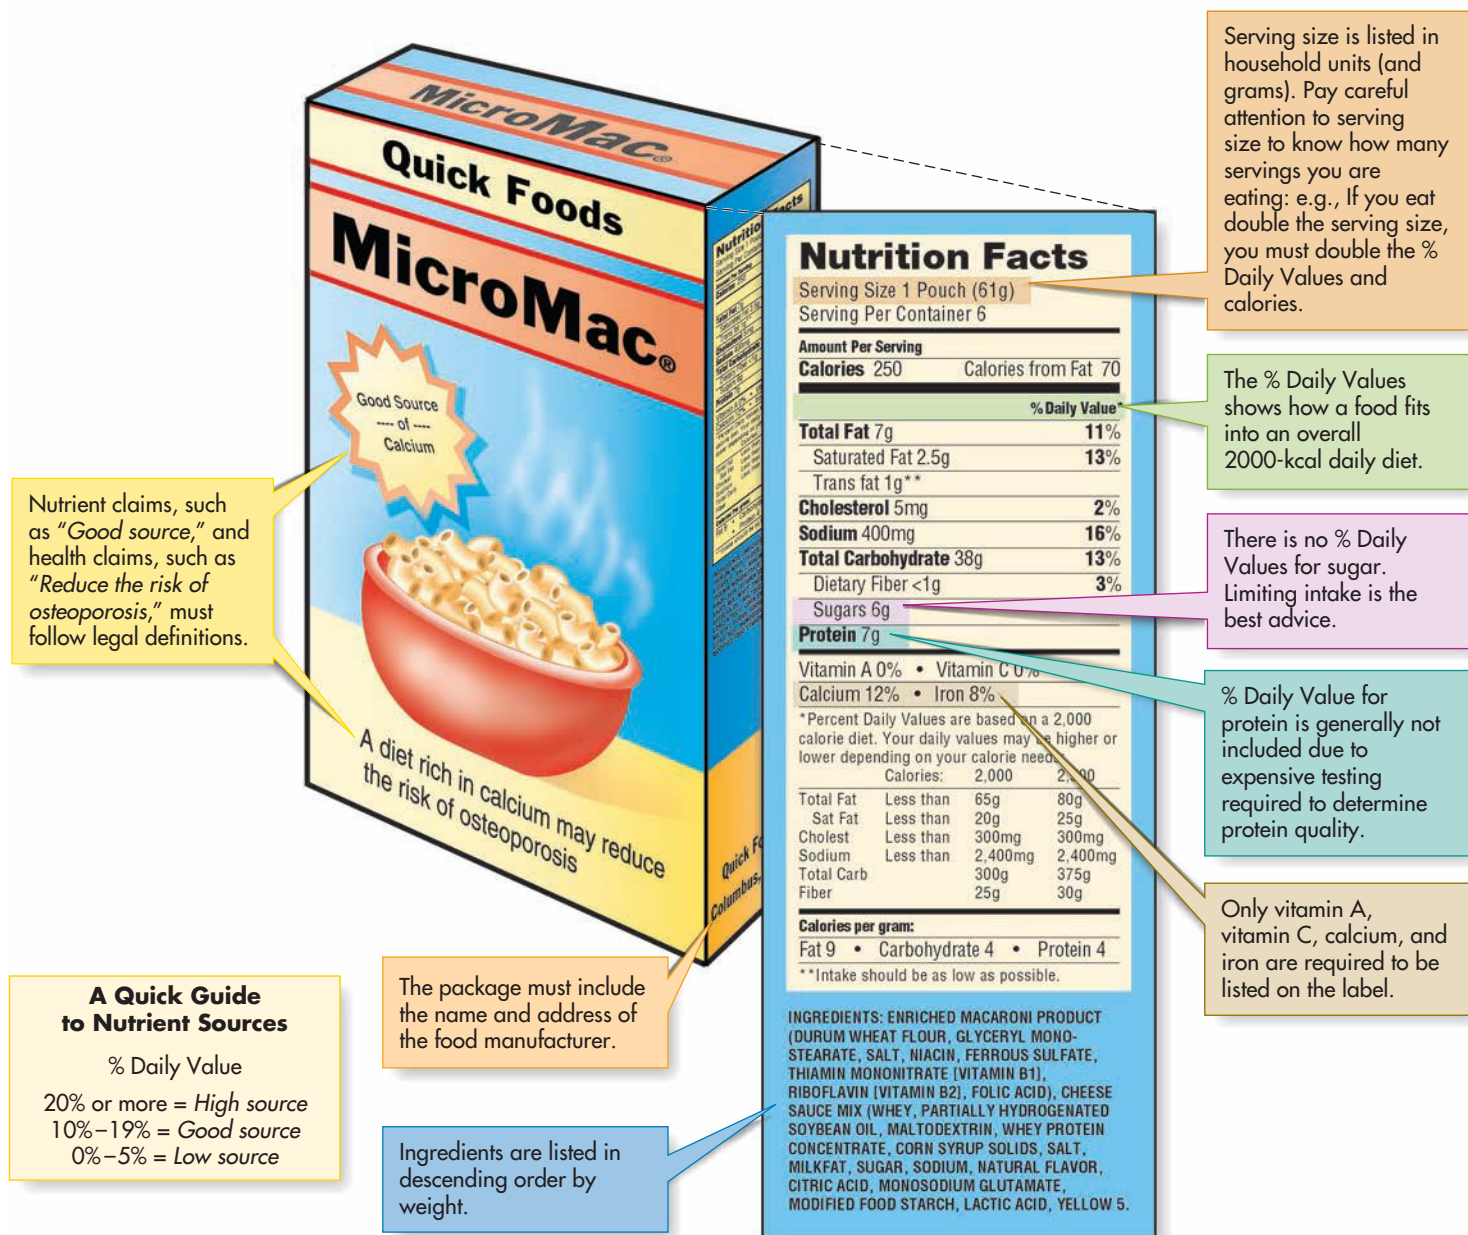 MicroMac®
Quick Foods
MicroMac®
Good Source
---- of ----
Calcium
A diet rich in calcium may reduce
the risk of osteoporosis
Quick
Columbus,
Nutrition Facts
Serving Size 1 Pouch (61g)
Serving Per Container 6
Amount Per Serving
Calories 250 Calories from Fat 70
% Daily Value*
Total Fat 7g 11%
Saturated Fat 2.5g 13%
Trans fat 1g**
Cholesterol 5mg 2%
Sodium 400mg 16%
Total Carbohydrate 38g 13%
Dietary Fiber <1g 3%
Sugars 6g
Protein 7g
Vitamin A 0% • Vitamin C 0%
Calcium 12% • Iron 8%
*Percent Daily Values are based on a 2,000
calorie diet. Your daily values may be higher or
lower depending on your calorie needs.
Calories: 2,000
Total Fat Less than 65g 80g
Sat Fat Less than 20g 25g
Cholest Less than 300mg 300mg
Sodium Less than 2,400mg 2,400mg
Total Carb 300g 375g
Fiber 25g 30g
Calories per gram:
Fat 9 • Carbohydrate 4 • Protein 4
**Intake should be as low as possible.
INGREDIENTS: ENRICHED MACARONI PRODUCT
(DURUM WHEAT FLOUR, GLYCERYL MONO-
STEARATE, SALT, NIACIN, FERROUS SULFATE,
THIAMIN MONONITRATE [VITAMIN B1],
RIBOFLAVIN [VITAMIN B2], FOLIC ACID), CHEESE
SAUCE MIX (WHEY, PARTIALLY HYDROGENATED
SOYBEAN OIL, MALTODEXTRIN, WHEY PROTEIN
CONCENTRATE, CORN SYRUP SOLIDS, SALT,
MILKFAT, SUGAR, SODIUM, NATURAL FLAVOR,
CITRIC ACID, MONOSODIUM GLUTAMATE,
MODIFIED FOOD STARCH, LACTIC ACID, YELLOW 5.
Serving size is listed in
household units (and
grams). Pay careful
attention to serving
size to know how many
servings you are
eating: e.g., If you eat
double the serving size,
you must double the %
Daily Values and
calories.
The % Daily Values
shows how a food fits
into an overall
2000-kcal daily diet.
There is no % Daily
Values for sugar.
Limiting intake is the
best advice.
% Daily Value for
protein is generally not
included due to
expensive testing
required to determine
protein quality.
Only vitamin A,
vitamin C, calcium, and
iron are required to be
listed on the label.
Nutrient claims, such
as "Good source," and
health claims, such as
"Reduce the risk of
osteoporosis," must
follow legal definitions.
The package must include
the name and address of
the food manufacturer.
Ingredients are listed in
descending order by
weight.
A Quick Guide
to Nutrient Sources
% Daily Value
20% or more = High source
10%–19% = Good source
0%–5% = Low source